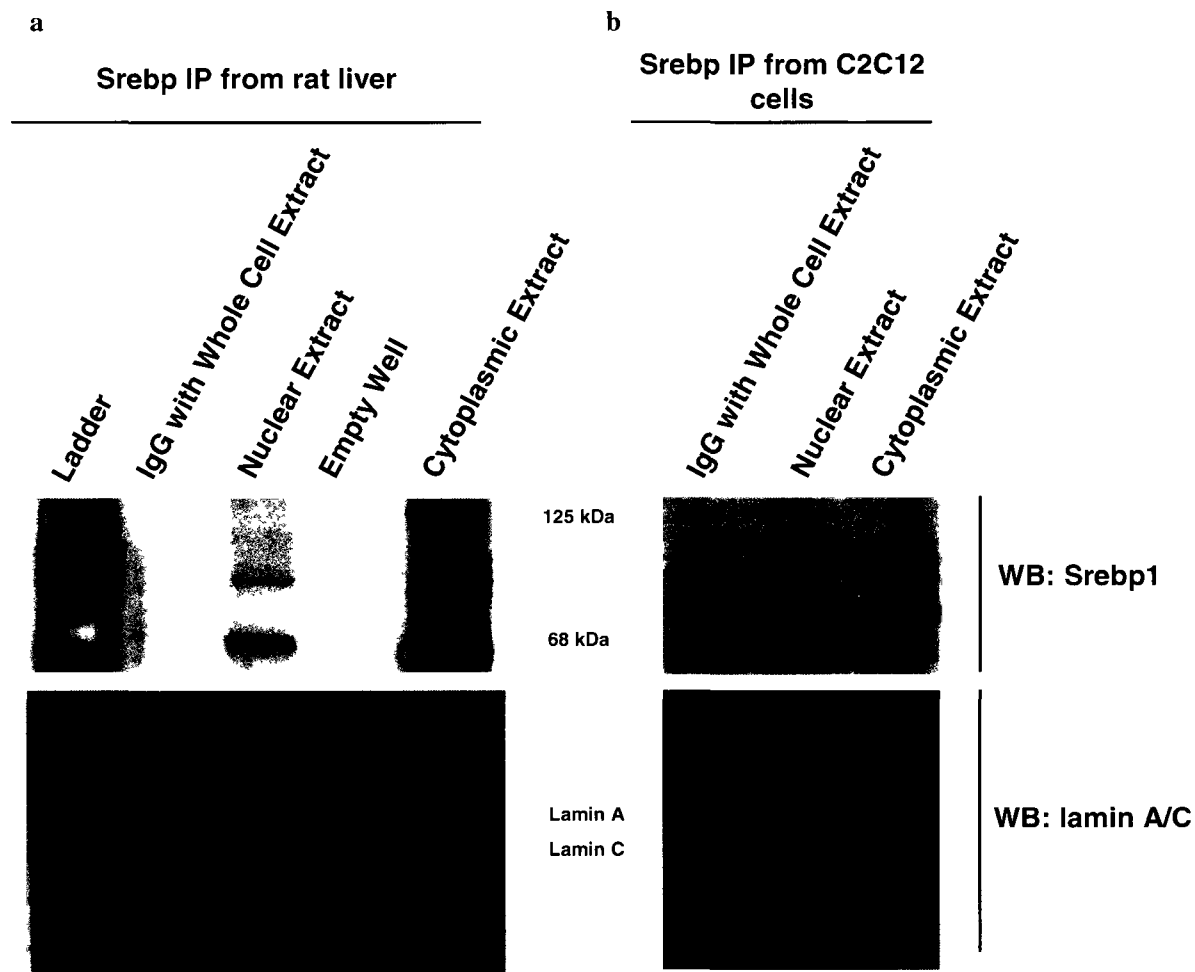 a
Srebp IP from rat liver
Ladder
IgG with Whole Cell Extract
Nuclear Extract
Empty Well
Cytoplasmic Extract
125 kDa
68 kDa
Lamin A
Lamin C
b
Srebp IP from C2C12
cells
IgG with Whole Cell Extract
Nuclear Extract
Cytoplasmic Extract
WB: Srebp1
WB: lamin A/C